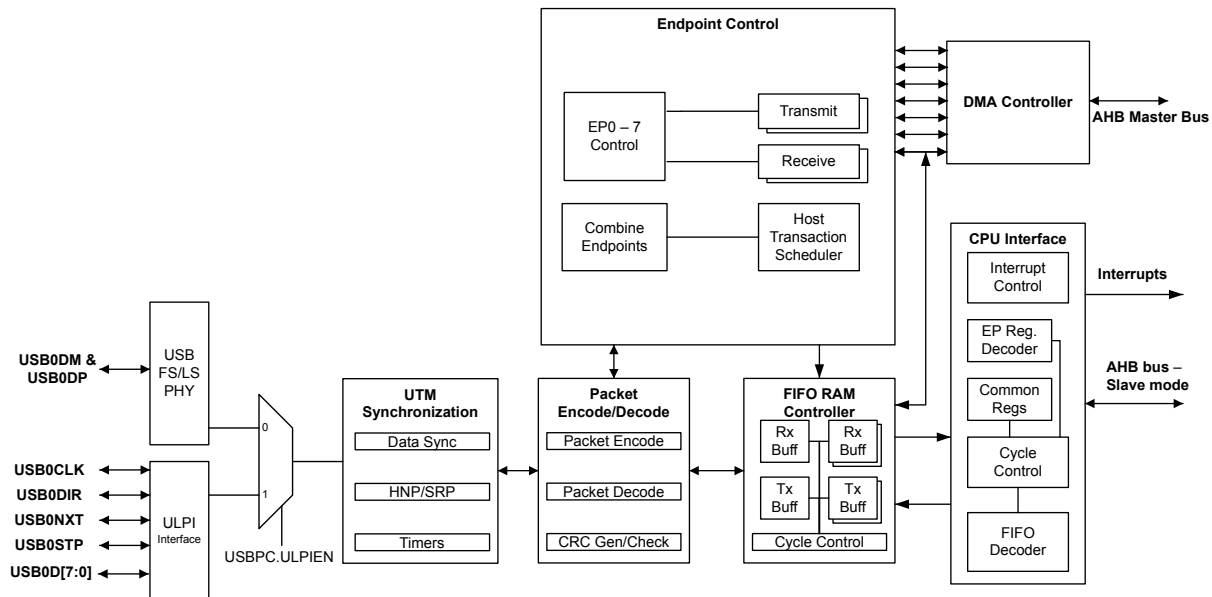 Endpoint Control
EP0 – 7
Control
Transmit
Receive
Combine
Endpoints
Host
Transaction
Scheduler
DMA Controller
AHB Master Bus
CPU Interface
Interrupt
Control
Interrupts
EP Reg.
Decoder
Common
Regs
Cycle
Control
FIFO
Decoder
AHB bus –
Slave mode
USB0DM &
USB0DP
USB
FS/LS
PHY
USB0CLK
USB0DIR
USB0NXT
USB0STP
USB0D[7:0]
ULPI
Interface
0
1
USBPC.ULPIEN
UTM
Synchronization
Data Sync
HNP/SRP
Timers
Packet
Encode/Decode
Packet Encode
Packet Decode
CRC Gen/Check
FIFO RAM
Controller
Rx
Buff
Rx
Buff
Tx
Buff
Tx
Buff
Cycle Control